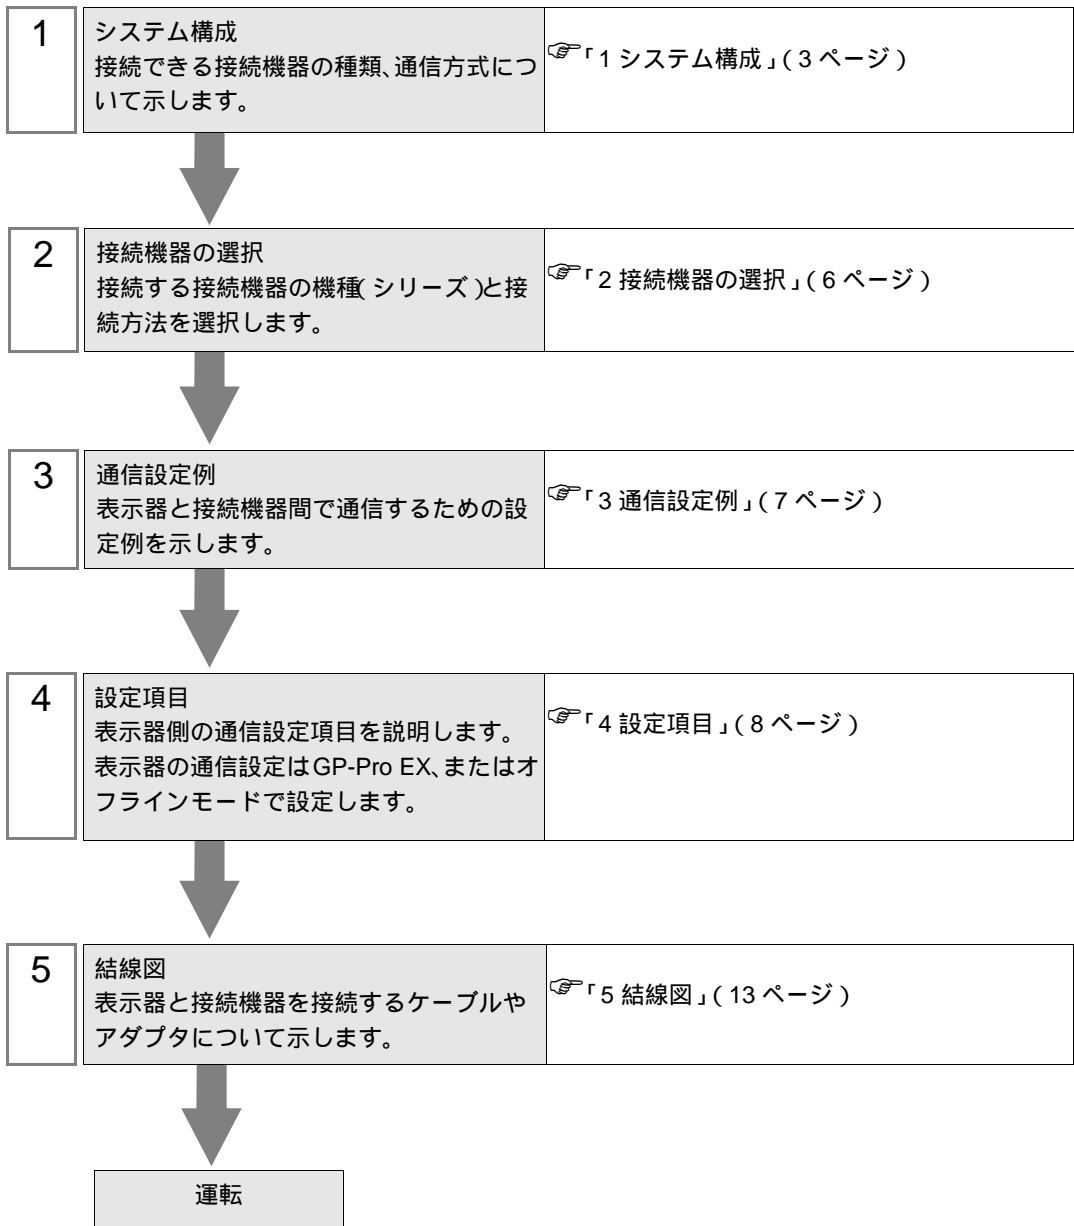 1
システム構成
接続できる接続機器の種類、通信方式につ
いて示します。
☞「1 システム構成」(3 ページ)
2
接続機器の選択
接続する接続機器の機種(シリーズ)と接
続方法を選択します。
☞「2 接続機器の選択」(6 ページ)
3
通信設定例
表示器と接続機器間で通信するための設
定例を示します。
☞「3 通信設定例」(7 ページ)
4
設定項目
表示器側の通信設定項目を説明します。
表示器の通信設定はGP-Pro EX、またはオ
フラインモードで設定します。
☞「4 設定項目」(8 ページ)
5
結線図
表示器と接続機器を接続するケーブルや
アダプタについて示します。
☞「5 結線図」(13 ページ)
運転